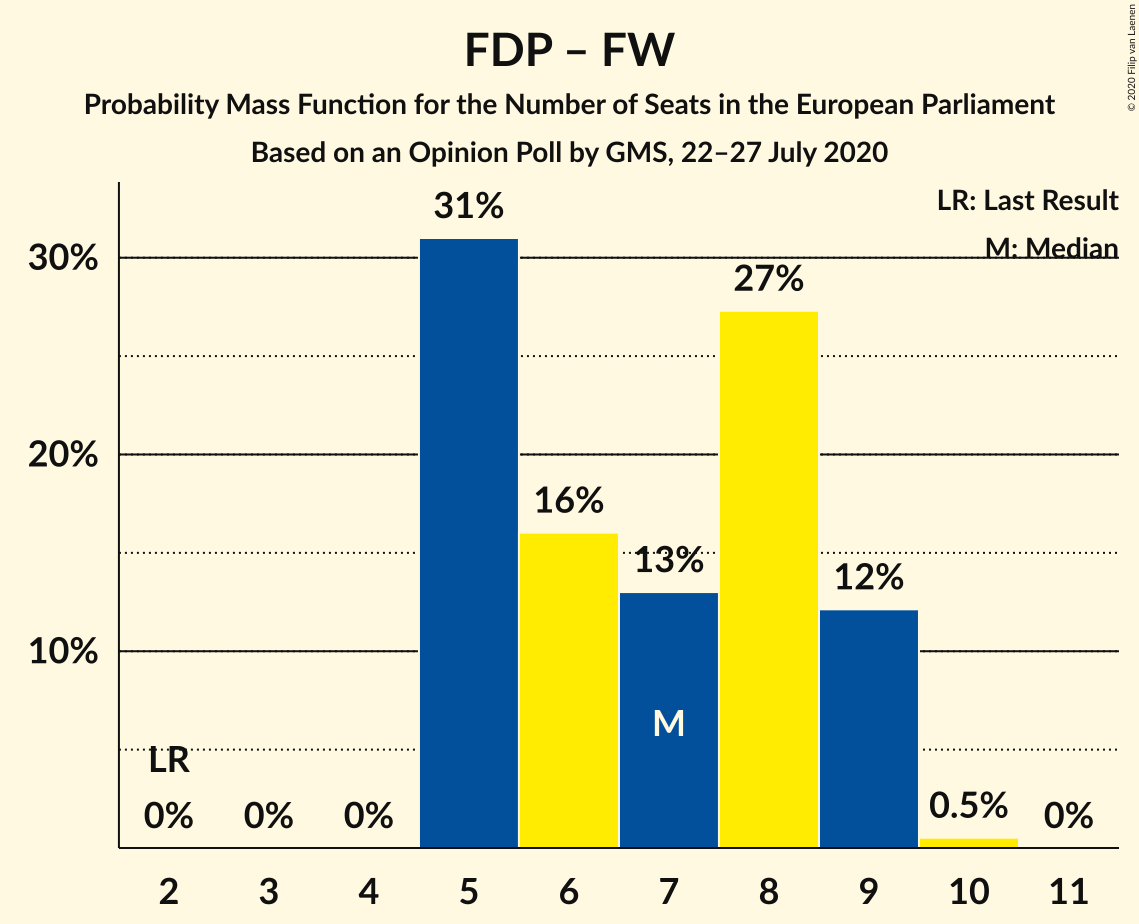 FDP – FW
Probability Mass Function for the Number of Seats in the European Parliament
Based on an Opinion Poll by GMS, 22–27 July 2020
© 2020 Filip van Laenen
LR: Last Result
M: Median
30%
20%
10%
31%
16%
13%
27%
12%
0.5%
0%
M
LR
0% 0% 0%
2 3 4 5 6 7 8 9 10 11